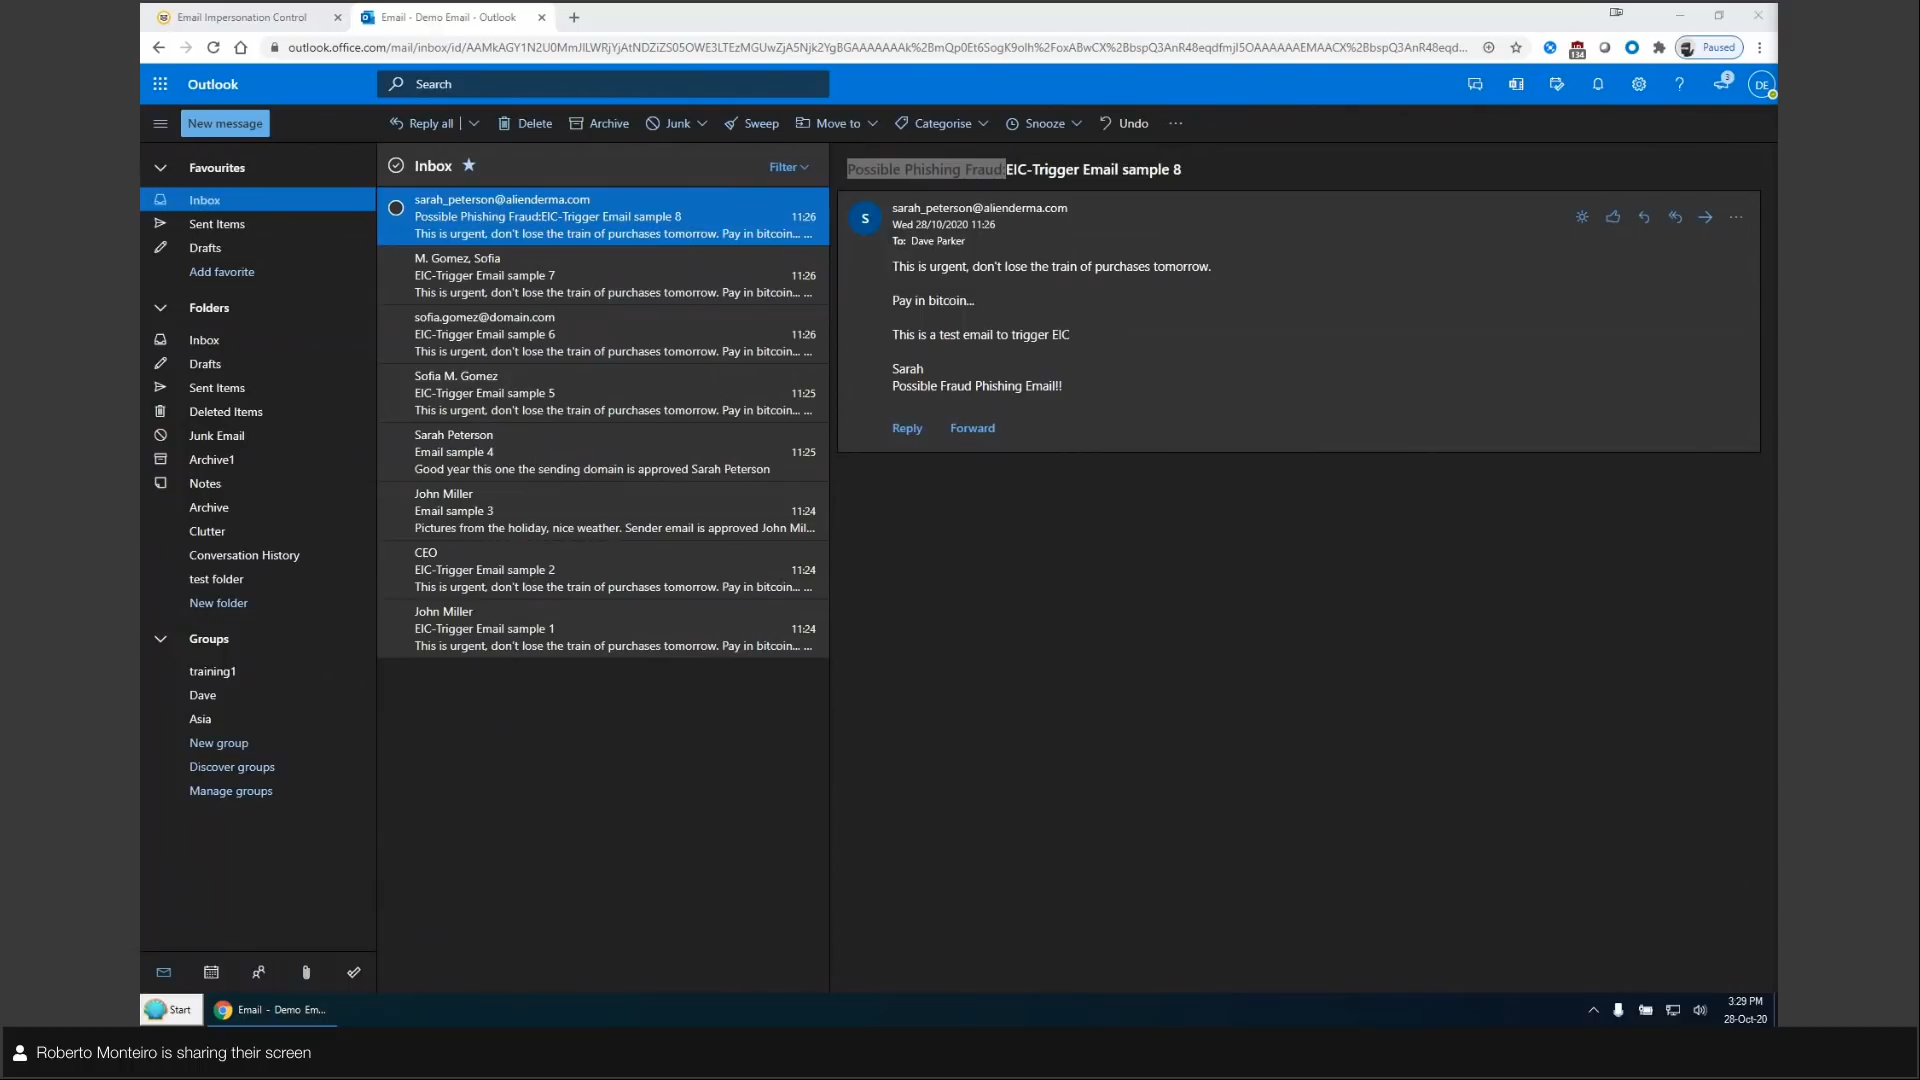 Email Impersonation Control
Email - Demo Email - Outlook
outlook.office.com/mail/inbox/id/AAMkAGY1N2U0MmJlLWRjYjAtNDZiZS05OWE3LTEzMGUwZjA5Njk2YgBGAAAAAAAk%2BmQp0Et6SogK9oIh%2FoxABwCX%2BbspQ3AnR48eqdfmjI5OAAAAAAEMAACX%2BbspQ3AnR48eqd...
134
Paused
Outlook
Search
3
DE
New message
Reply all
Delete
Archive
Junk
Sweep
Move to
Categorise
Snooze
Undo
Favourites
Inbox
Sent Items
Drafts
Add favorite
Folders
Inbox
Drafts
Sent Items
Deleted Items
Junk Email
Archive1
Notes
Archive
Clutter
Conversation History
test folder
New folder
Groups
training1
Dave
Asia
New group
Discover groups
Manage groups
Inbox
Filter
sarah_peterson@alienderma.com
Possible Phishing Fraud:EIC-Trigger Email sample 8 11:26
This is urgent, don't lose the train of purchases tomorrow. Pay in bitcoin... ...
M. Gomez, Sofia
EIC-Trigger Email sample 7 11:26
This is urgent, don't lose the train of purchases tomorrow. Pay in bitcoin... ...
sofia.gomez@domain.com
EIC-Trigger Email sample 6 11:26
This is urgent, don't lose the train of purchases tomorrow. Pay in bitcoin... ...
Sofia M. Gomez
EIC-Trigger Email sample 5 11:25
This is urgent, don't lose the train of purchases tomorrow. Pay in bitcoin... ...
Sarah Peterson
Email sample 4 11:25
Good year this one the sending domain is approved Sarah Peterson
John Miller
Email sample 3 11:24
Pictures from the holiday, nice weather. Sender email is approved John Mil...
CEO
EIC-Trigger Email sample 2 11:24
This is urgent, don't lose the train of purchases tomorrow. Pay in bitcoin... ...
John Miller
EIC-Trigger Email sample 1 11:24
This is urgent, don't lose the train of purchases tomorrow. Pay in bitcoin... ...
Possible Phishing Fraud:EIC-Trigger Email sample 8
S
sarah_peterson@alienderma.com
Wed 28/10/2020 11:26
To: Dave Parker
This is urgent, don't lose the train of purchases tomorrow.
Pay in bitcoin...
This is a test email to trigger EIC
Sarah
Possible Fraud Phishing Email!!
Reply Forward
Start
Email - Demo Em...
3:29 PM
28-Oct-20
Roberto Monteiro is sharing their screen